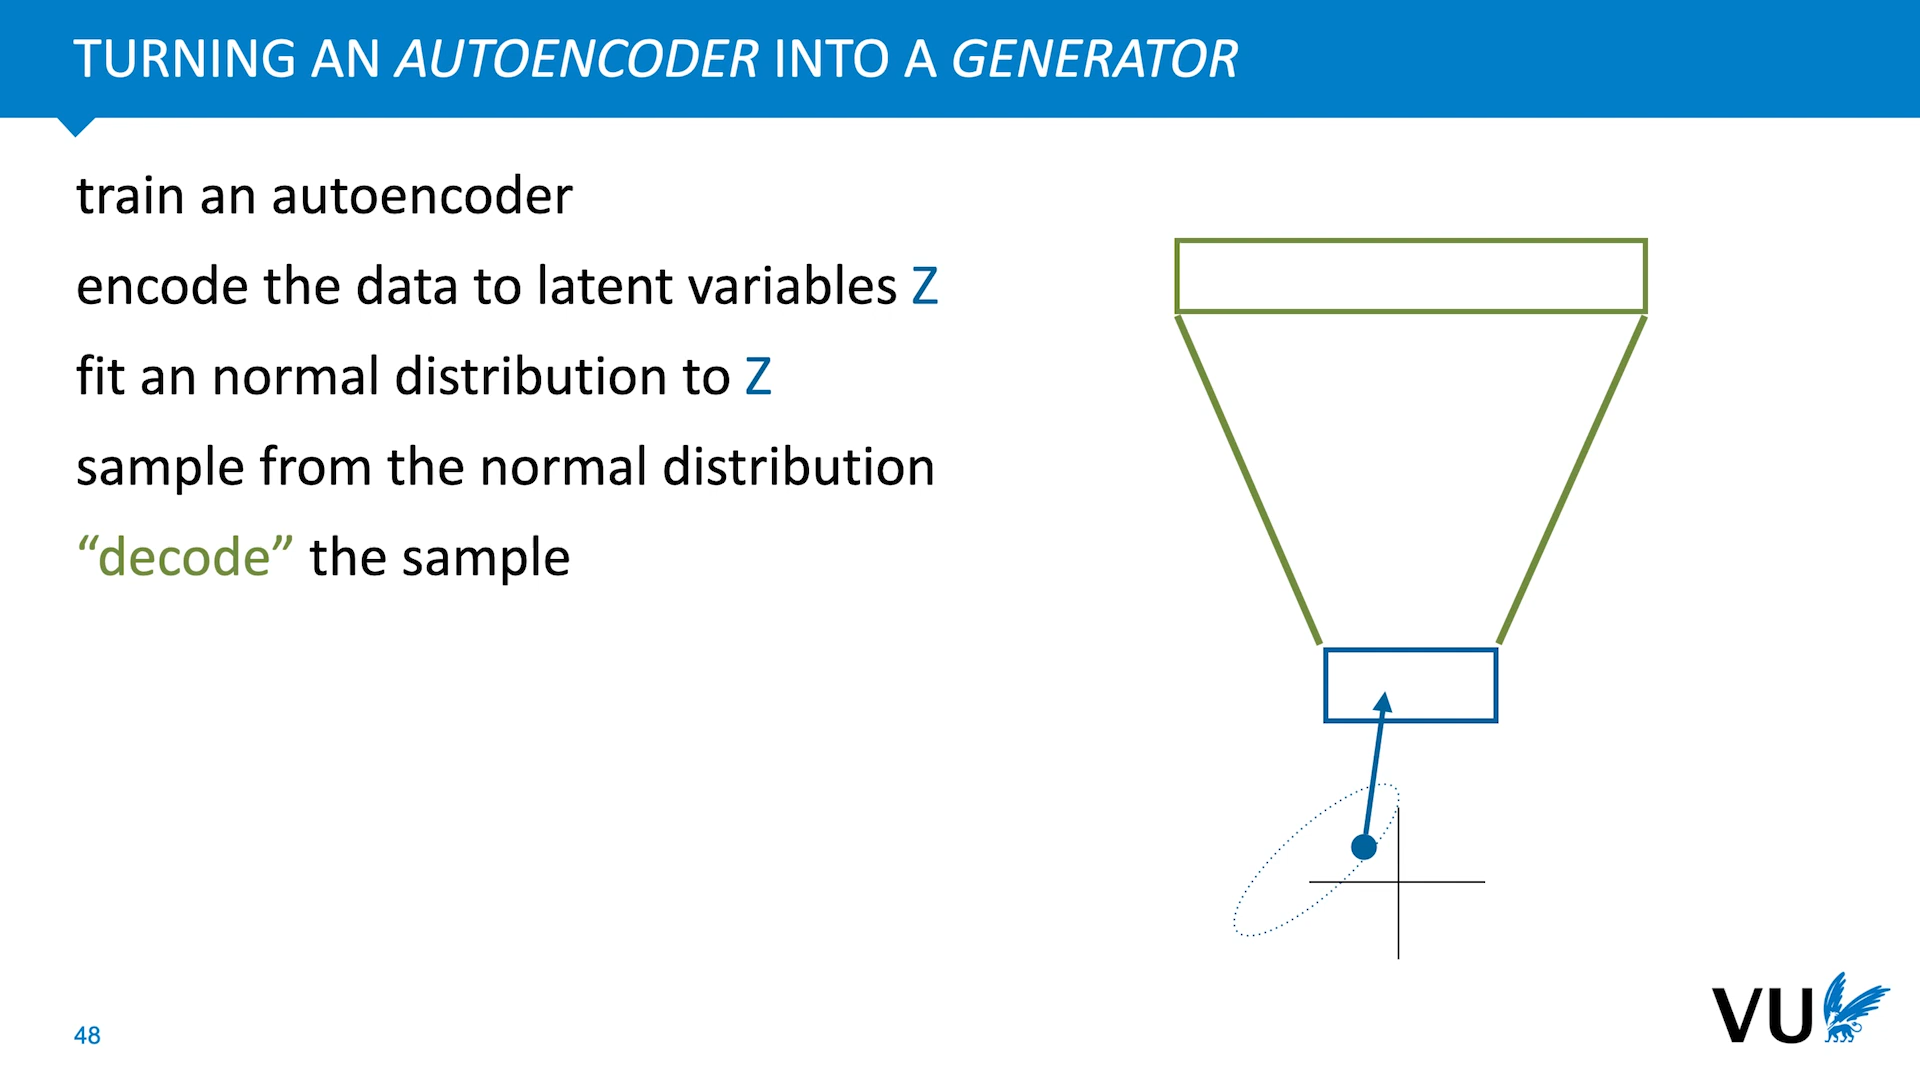 TURNING AN AUTOENCODER INTO A GENERATOR
train an autoencoder
encode the data to latent variables Z
fit an normal distribution to Z
sample from the normal distribution
“decode” the sample
48
VU